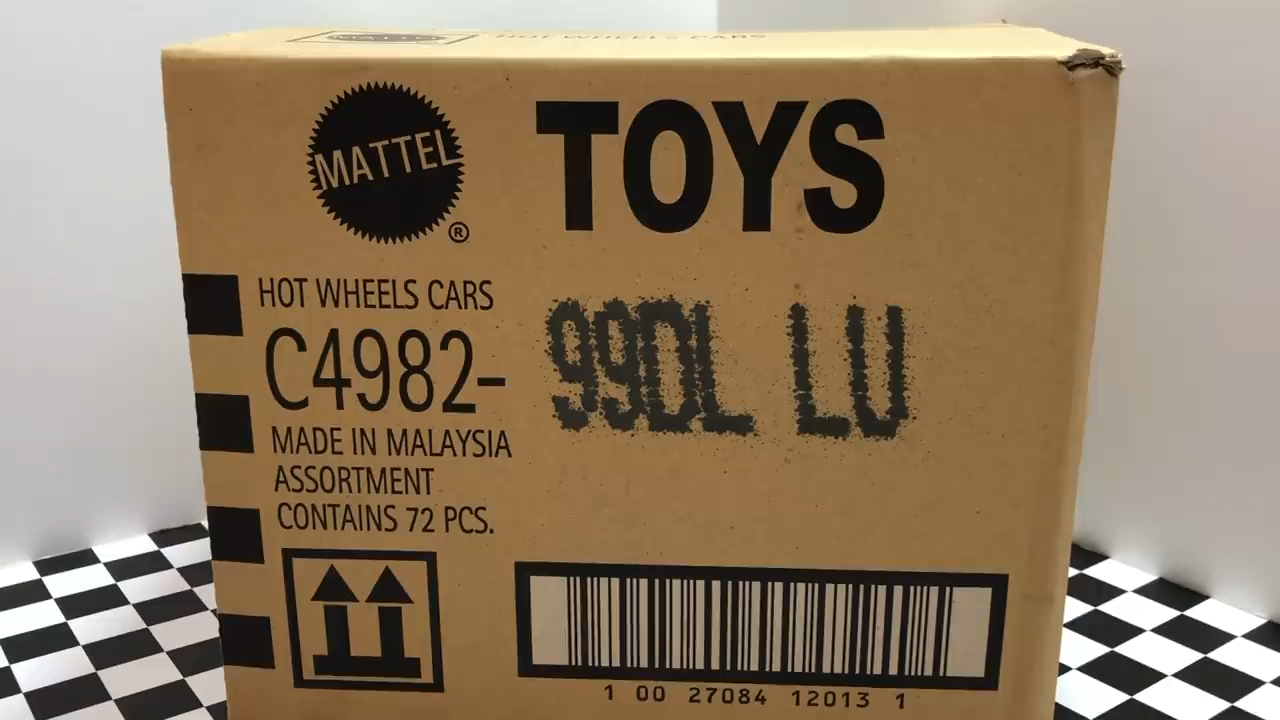 MATTEL HOT WHEELS CARS
MATTEL ®
TOYS
HOT WHEELS CARS
C4982-
99DL LU
MADE IN MALAYSIA
ASSORTMENT
CONTAINS 72 PCS.
1 00 27084 12013 1